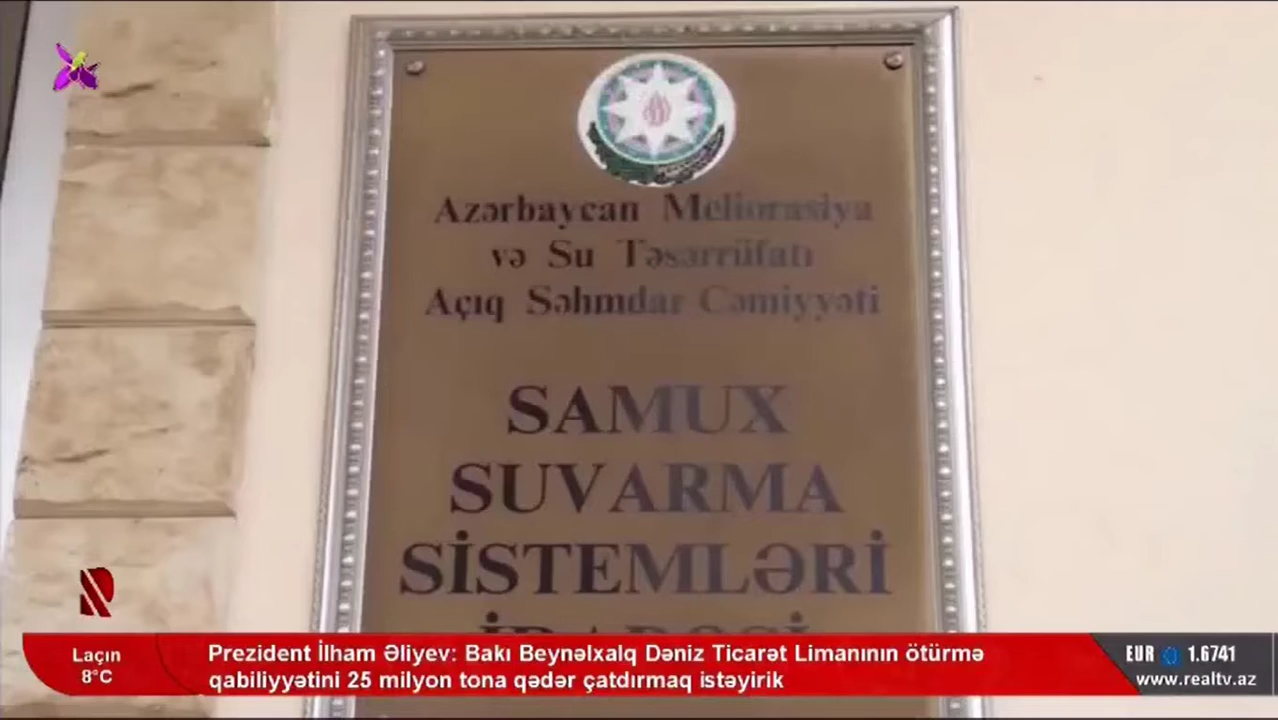 Azərbaycan Meliorasiya
və Su Təsərrüfatı
Açıq Səhmdar Cəmiyyəti
SAMUX
SUVARMA
SİSTEMLƏRİ
Laçın
8°C
Prezident İlham Əliyev: Bakı Beynəlxalq Dəniz Ticarət Limanının ötürmə
qabiliyyətini 25 milyon tona qədər çatdırmaq istəyirik
EUR 1.6741
www.realtv.az